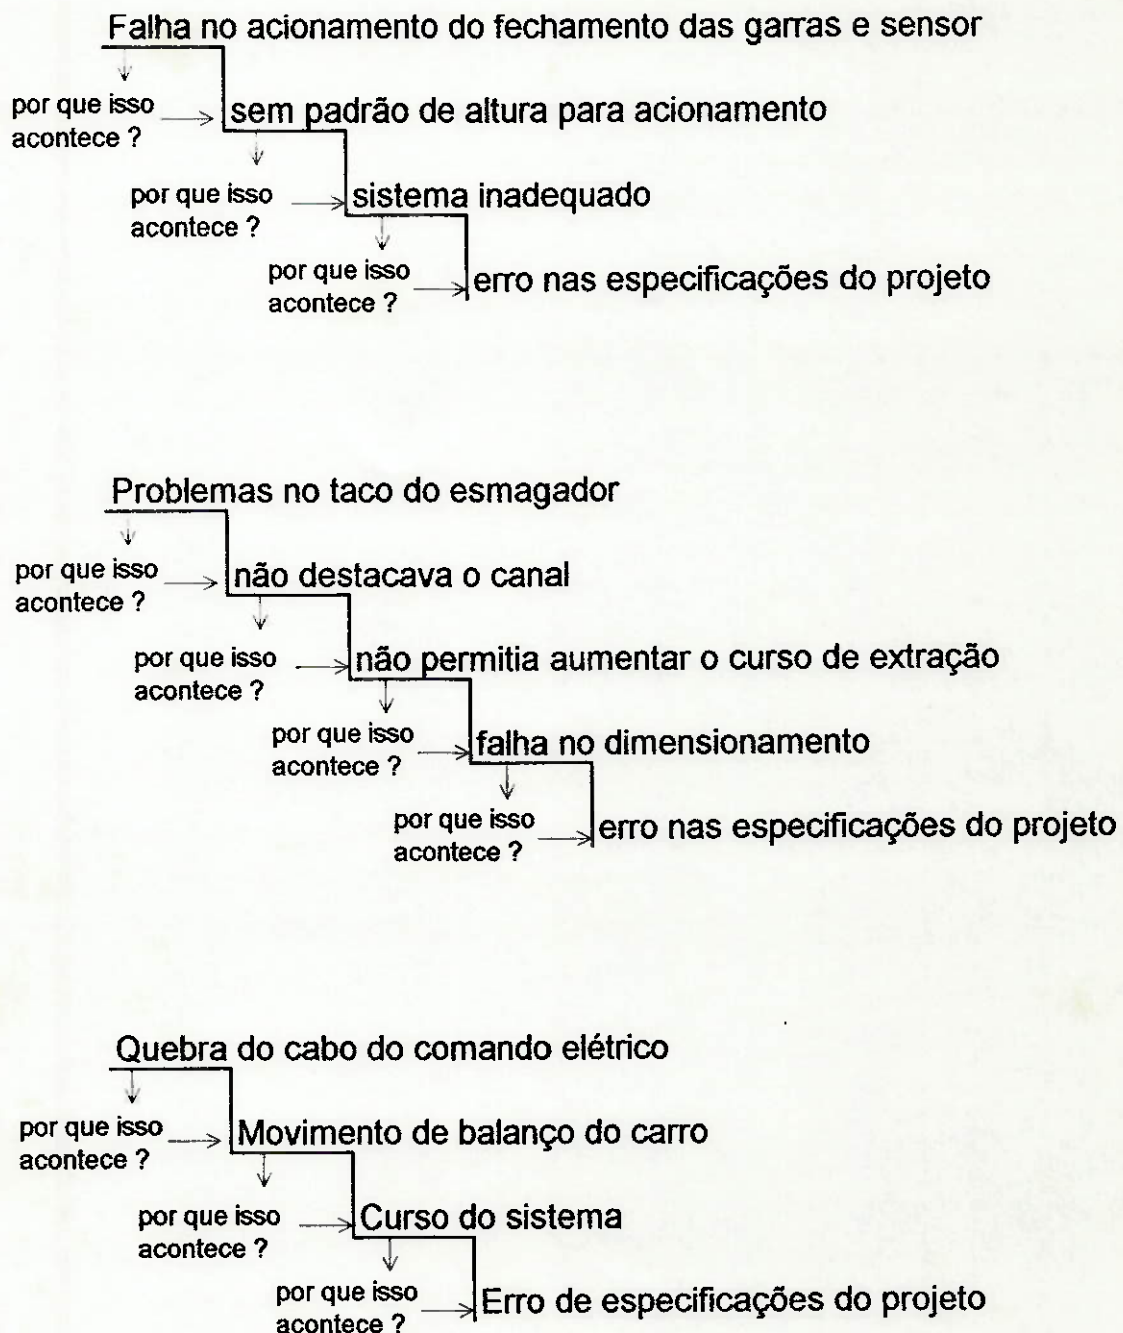 Falha no acionamento do fechamento das garras e sensor
por que isso
acontece ?
sem padrão de altura para acionamento
por que isso
acontece ?
sistema inadequado
por que isso
acontece ?
erro nas especificações do projeto
Problemas no taco do esmagador
por que isso
acontece ?
não destacava o canal
por que isso
acontece ?
não permitia aumentar o curso de extração
por que isso
acontece ?
falha no dimensionamento
por que isso
acontece ?
erro nas especificações do projeto
Quebra do cabo do comando elétrico
por que isso
acontece ?
Movimento de balanço do carro
por que isso
acontece ?
Curso do sistema
por que isso
acontece ?
Erro de especificações do projeto